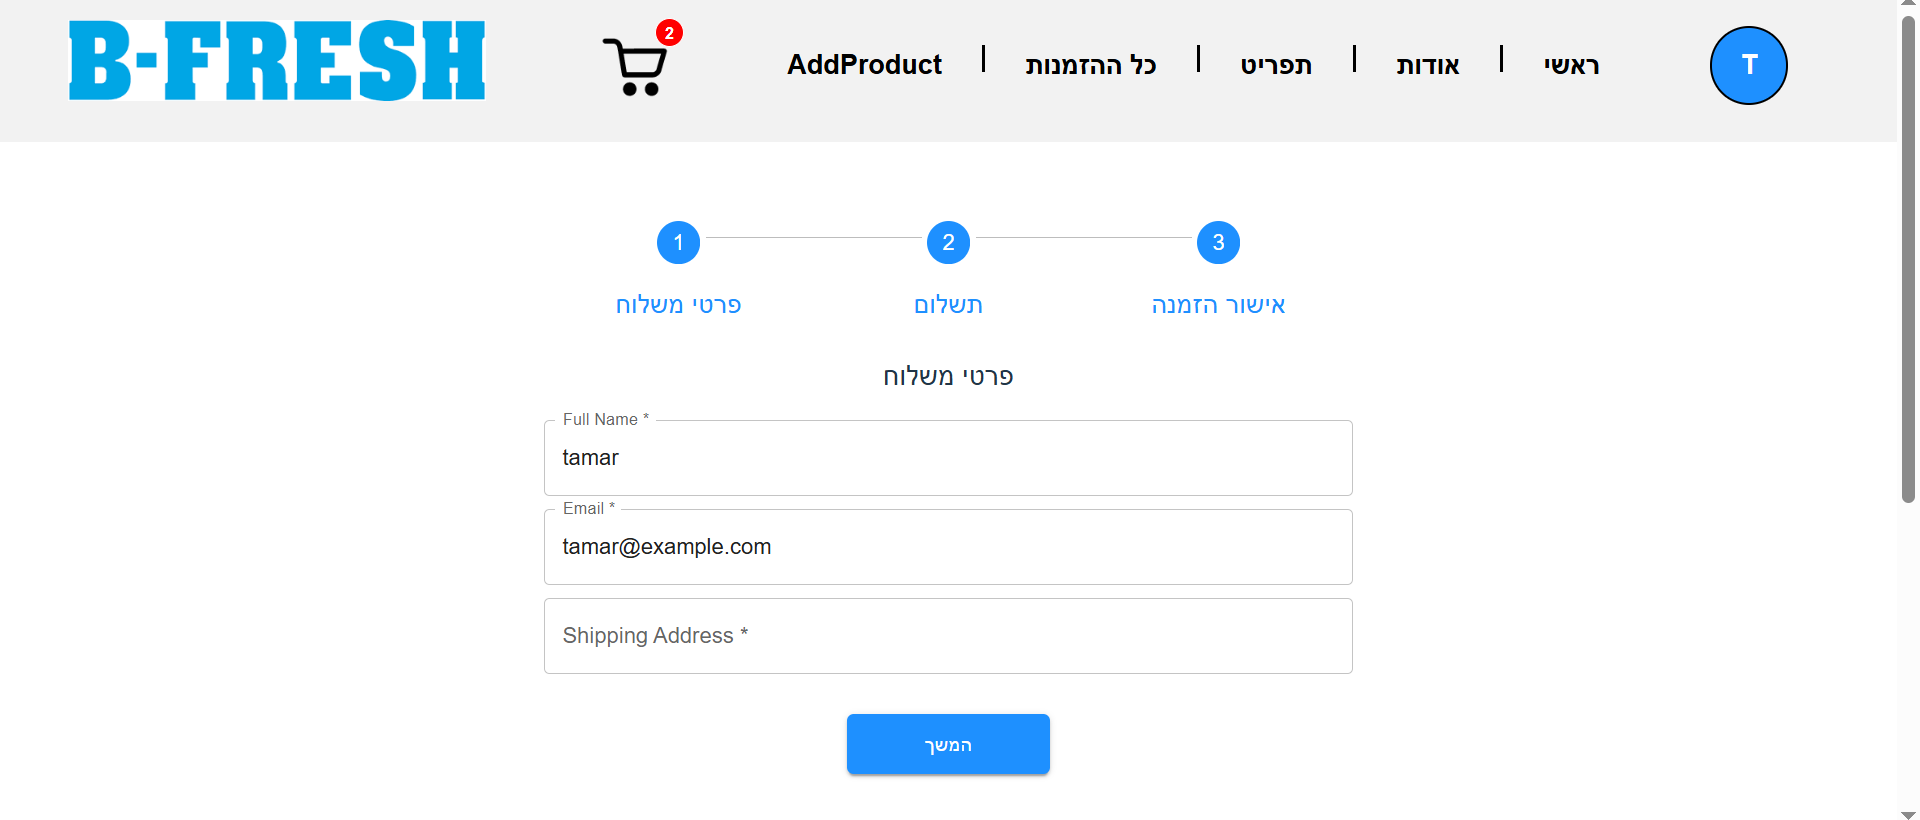 B-FRESH
2
AddProduct | כל ההזמנות | תפריט | אודות | ראשי
T
1 2 3
פרטי משלוח תשלום אישור הזמנה
פרטי משלוח
Full Name *
tamar
Email *
tamar@example.com
Shipping Address *
המשך